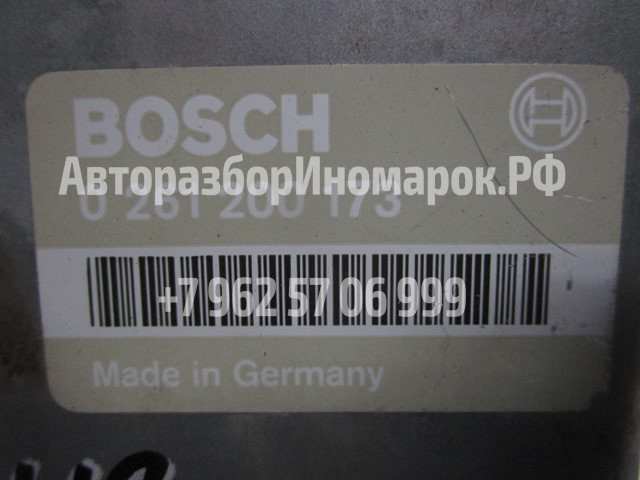 BOSCH
АвторазборИномарок.РФ
0 261 200 173
+7 962 57 06 999
Made in Germany